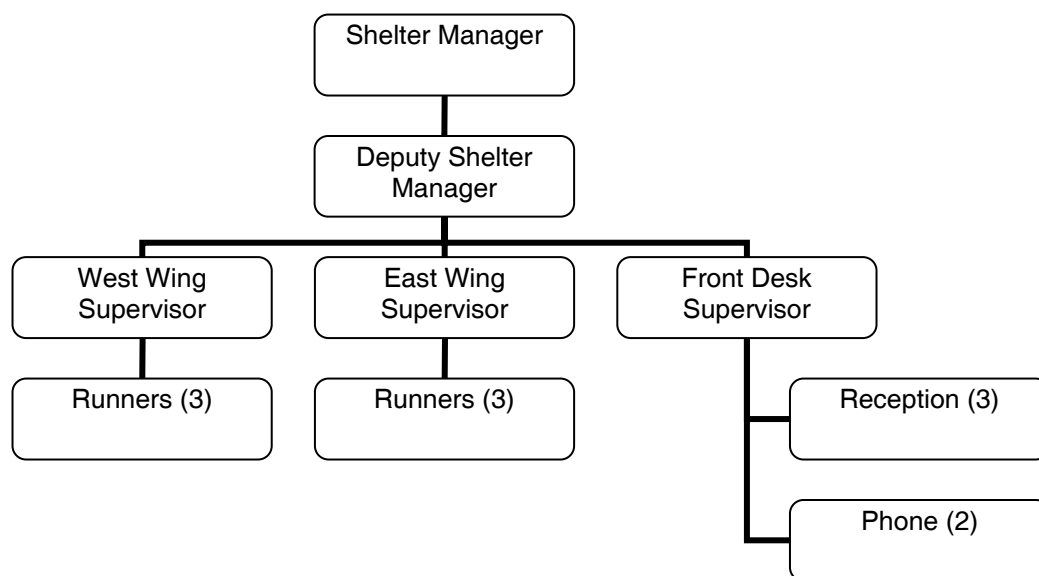 Shelter Manager
Deputy Shelter
Manager
West Wing
Supervisor
East Wing
Supervisor
Front Desk
Supervisor
Runners (3)
Runners (3)
Reception (3)
Phone (2)